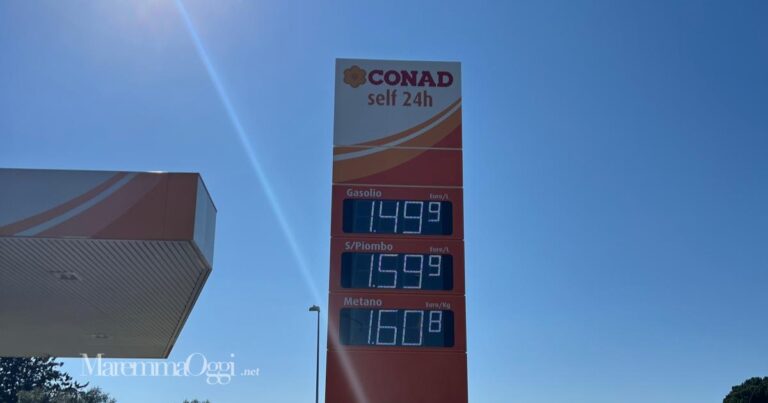 CONAD
self 24h
Gasolio Euro/L
1.499
S/Piombo Euro/L
1.599
Metano Euro/Kg
1.608
MaremmaOggi.net